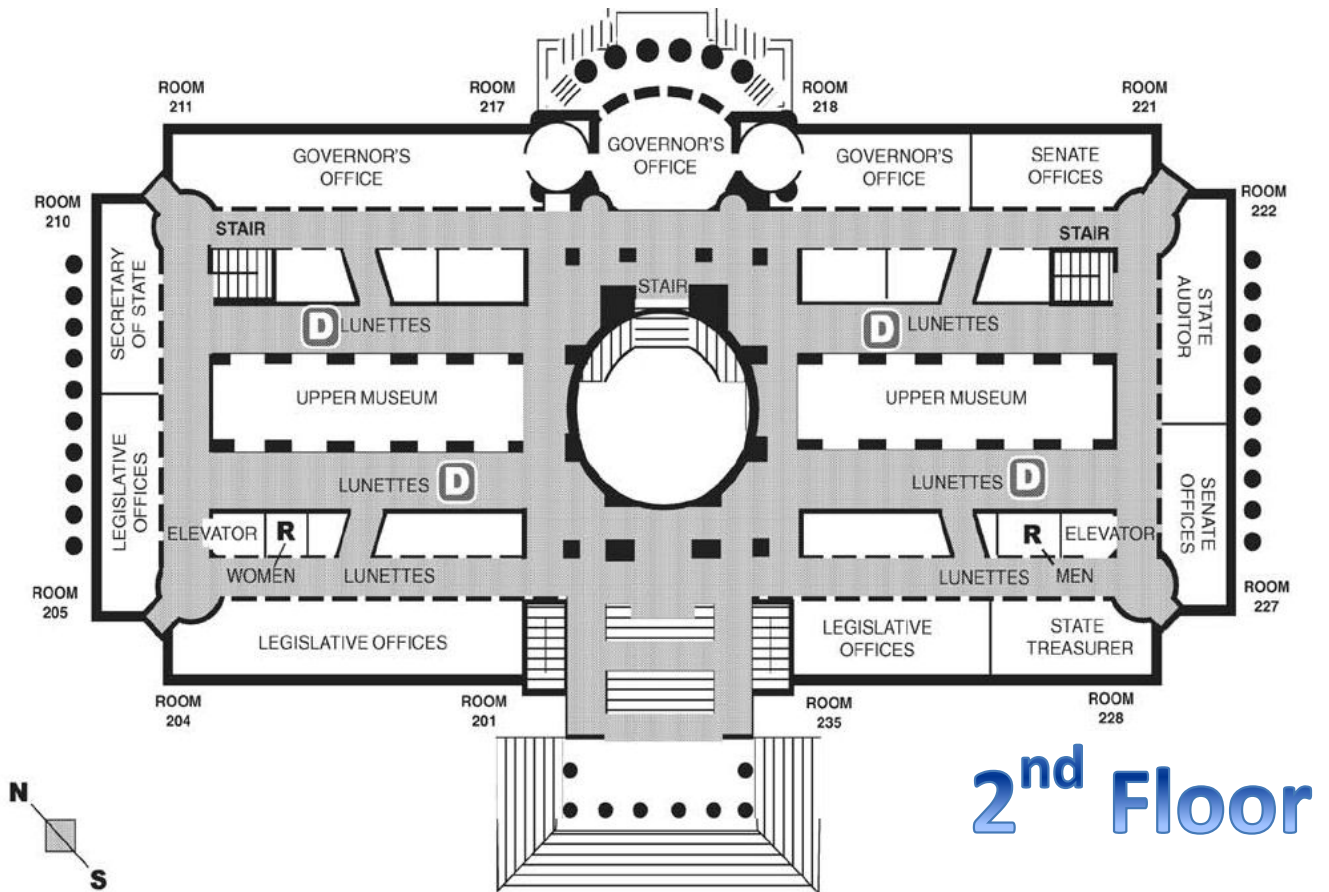 ROOM
211
ROOM
217
ROOM
218
ROOM
221
GOVERNOR'S
OFFICE
GOVERNOR'S
OFFICE
GOVERNOR'S
OFFICE
SENATE
OFFICES
ROOM
210
ROOM
222
STAIR
STAIR
SECRETARY
OF STATE
STAIR
STATE
AUDITOR
D LUNETTES
D LUNETTES
UPPER MUSEUM
UPPER MUSEUM
LEGISLATIVE
OFFICES
LUNETTES D
LUNETTES D
SENATE
OFFICES
ELEVATOR R
R ELEVATOR
WOMEN
LUNETTES
LUNETTES
MEN
ROOM
205
ROOM
227
LEGISLATIVE OFFICES
LEGISLATIVE
OFFICES
STATE
TREASURER
ROOM
204
ROOM
201
ROOM
235
ROOM
228
2nd Floor
N
S